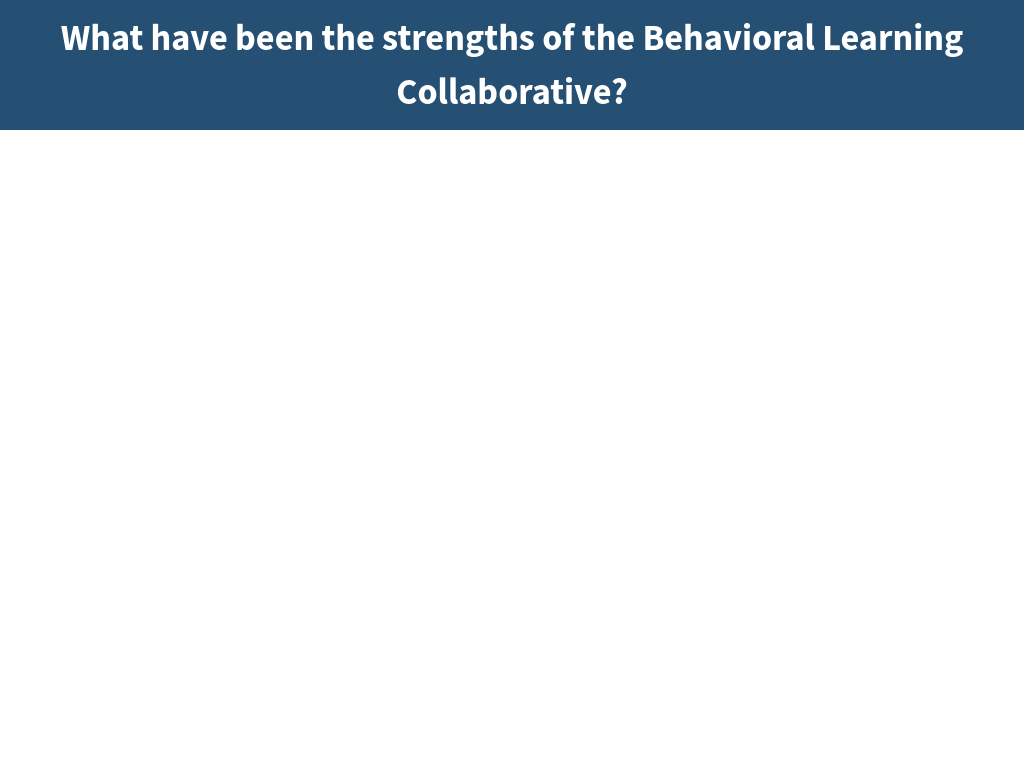 What have been the strengths of the Behavioral Learning
Collaborative?